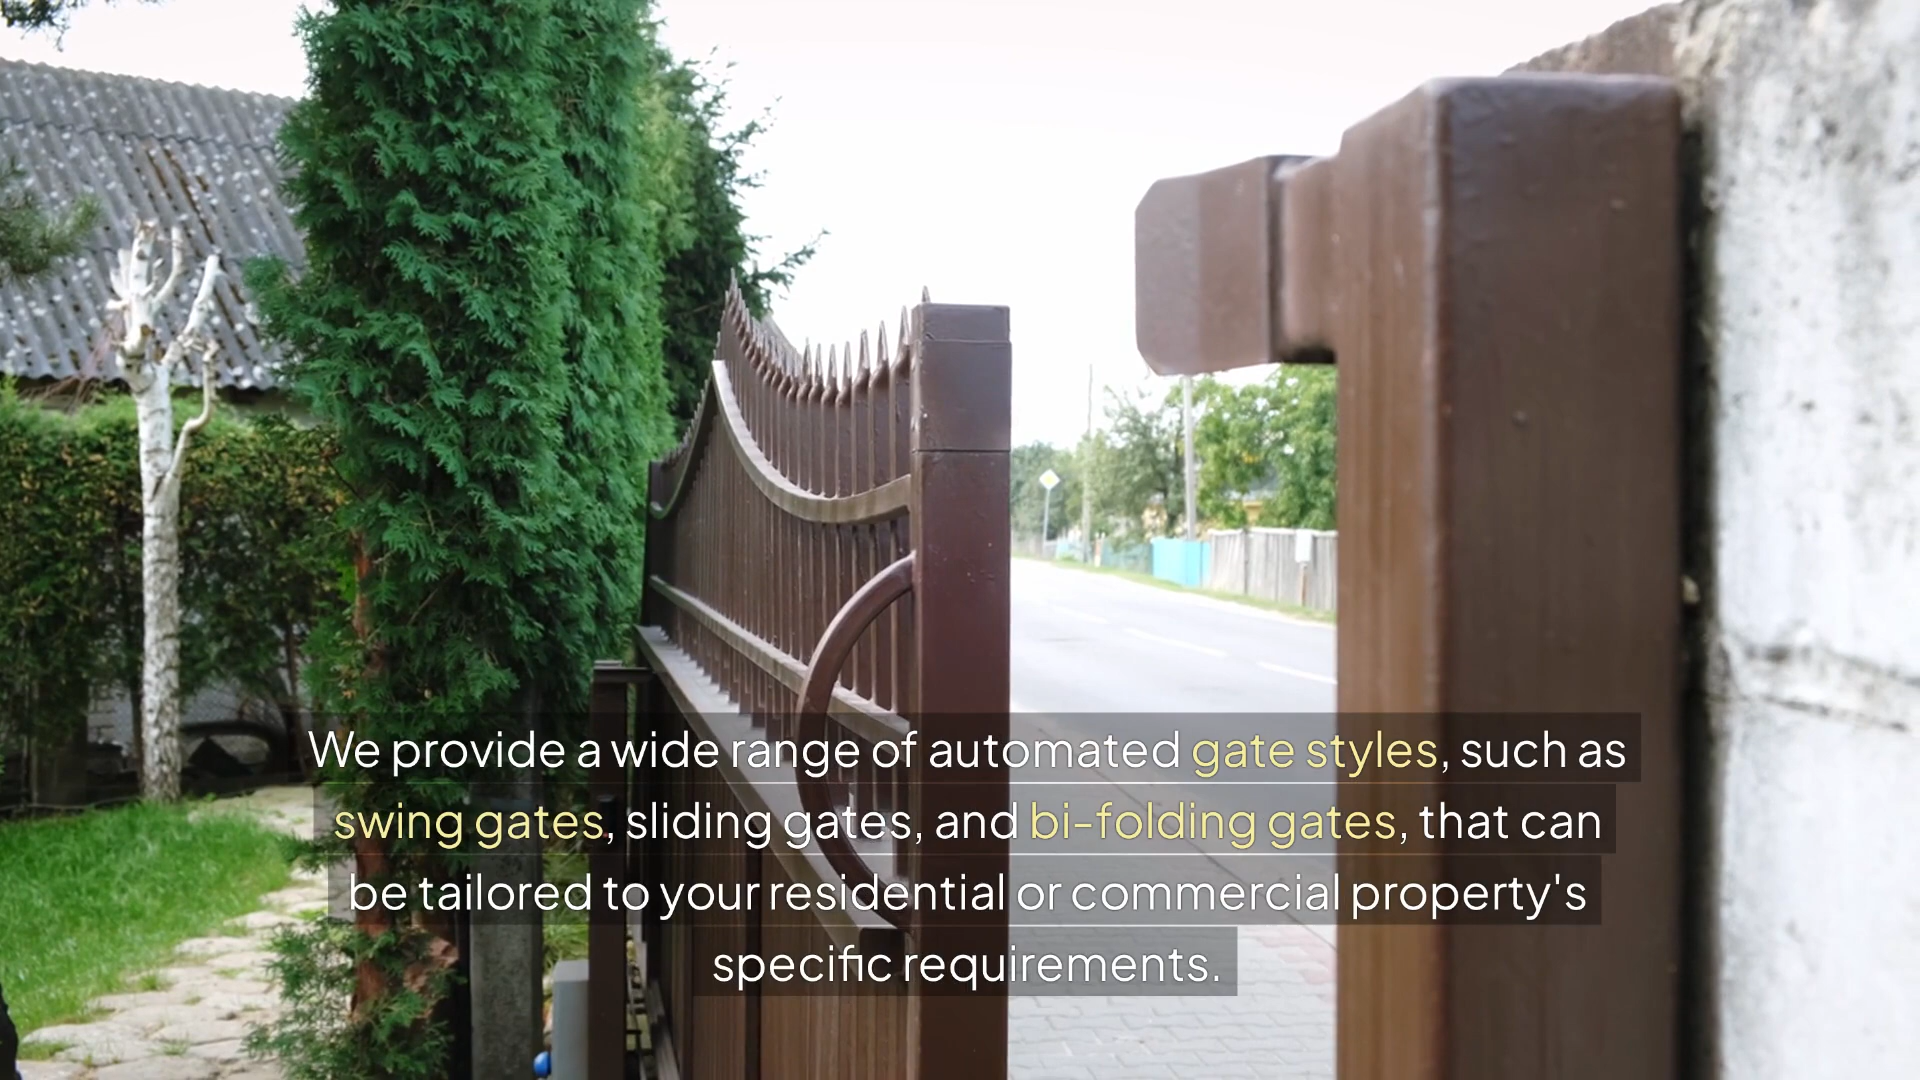 We provide a wide range of automated gate styles, such as
swing gates, sliding gates, and bi-folding gates, that can
be tailored to your residential or commercial property's
specific requirements.